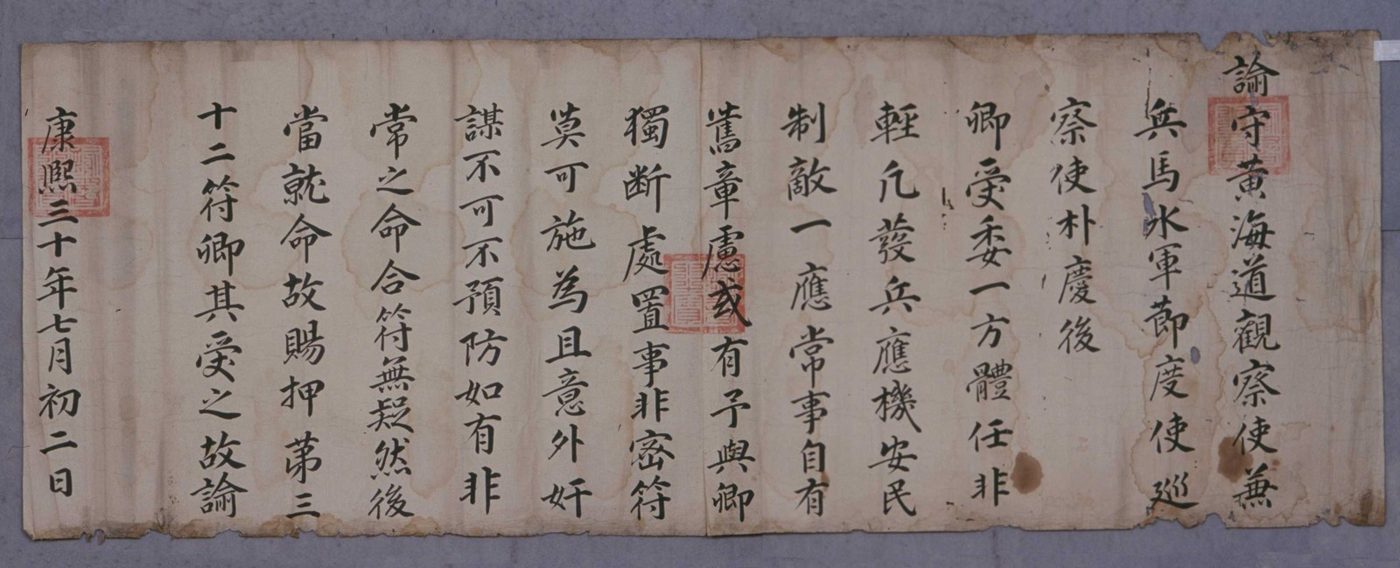 諭守黃海道觀察使兼
兵馬水軍節度使巡
察使朴慶後
卿受委一方體任非
輕凡發兵應機安民
制敵一應常事自有
舊章慮或有予與卿
獨斷處置事非密符
莫可施為且意外奸
謀不可不預防如有非
常之命合符無疑然後
當就命故賜押第三
十二符卿其受之故諭
康熙三十年七月初二日